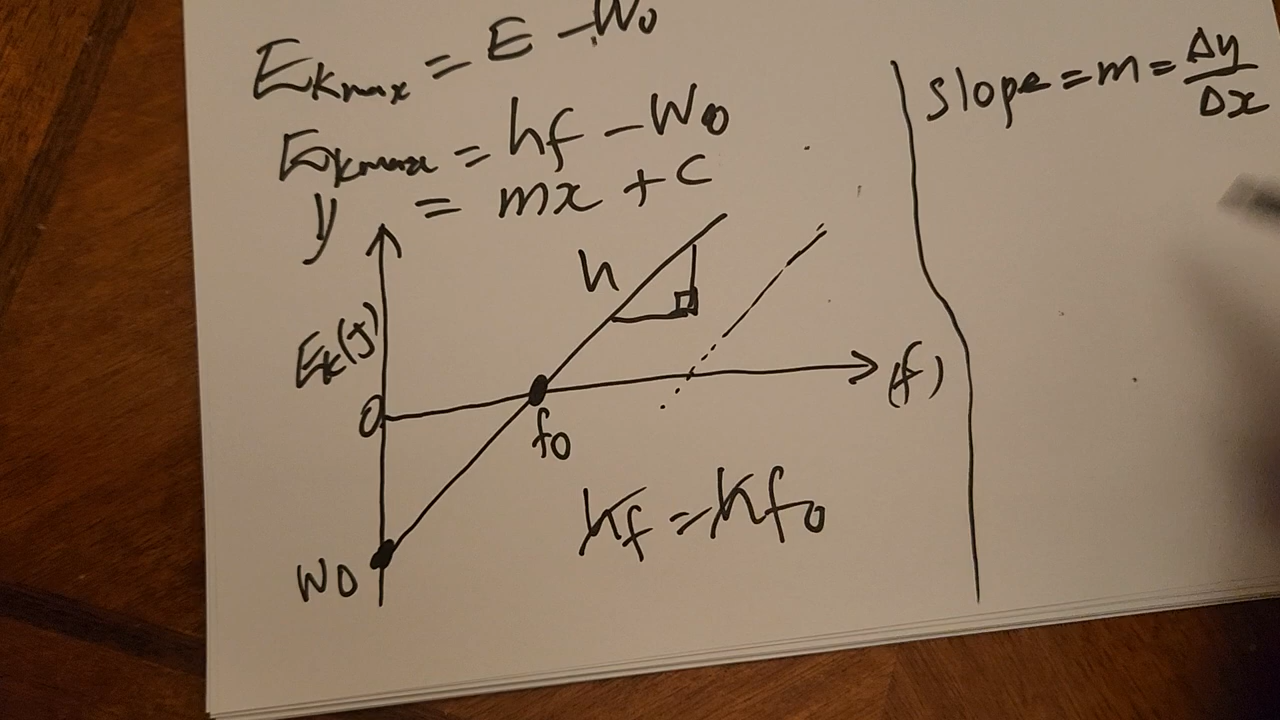 Ekmax = E - W0
Ekmax = hf - W0
y = mx + c
h
Ek(J)
0
f0
(f)
W0
hf = hf0
slope = m = Δy/Δx